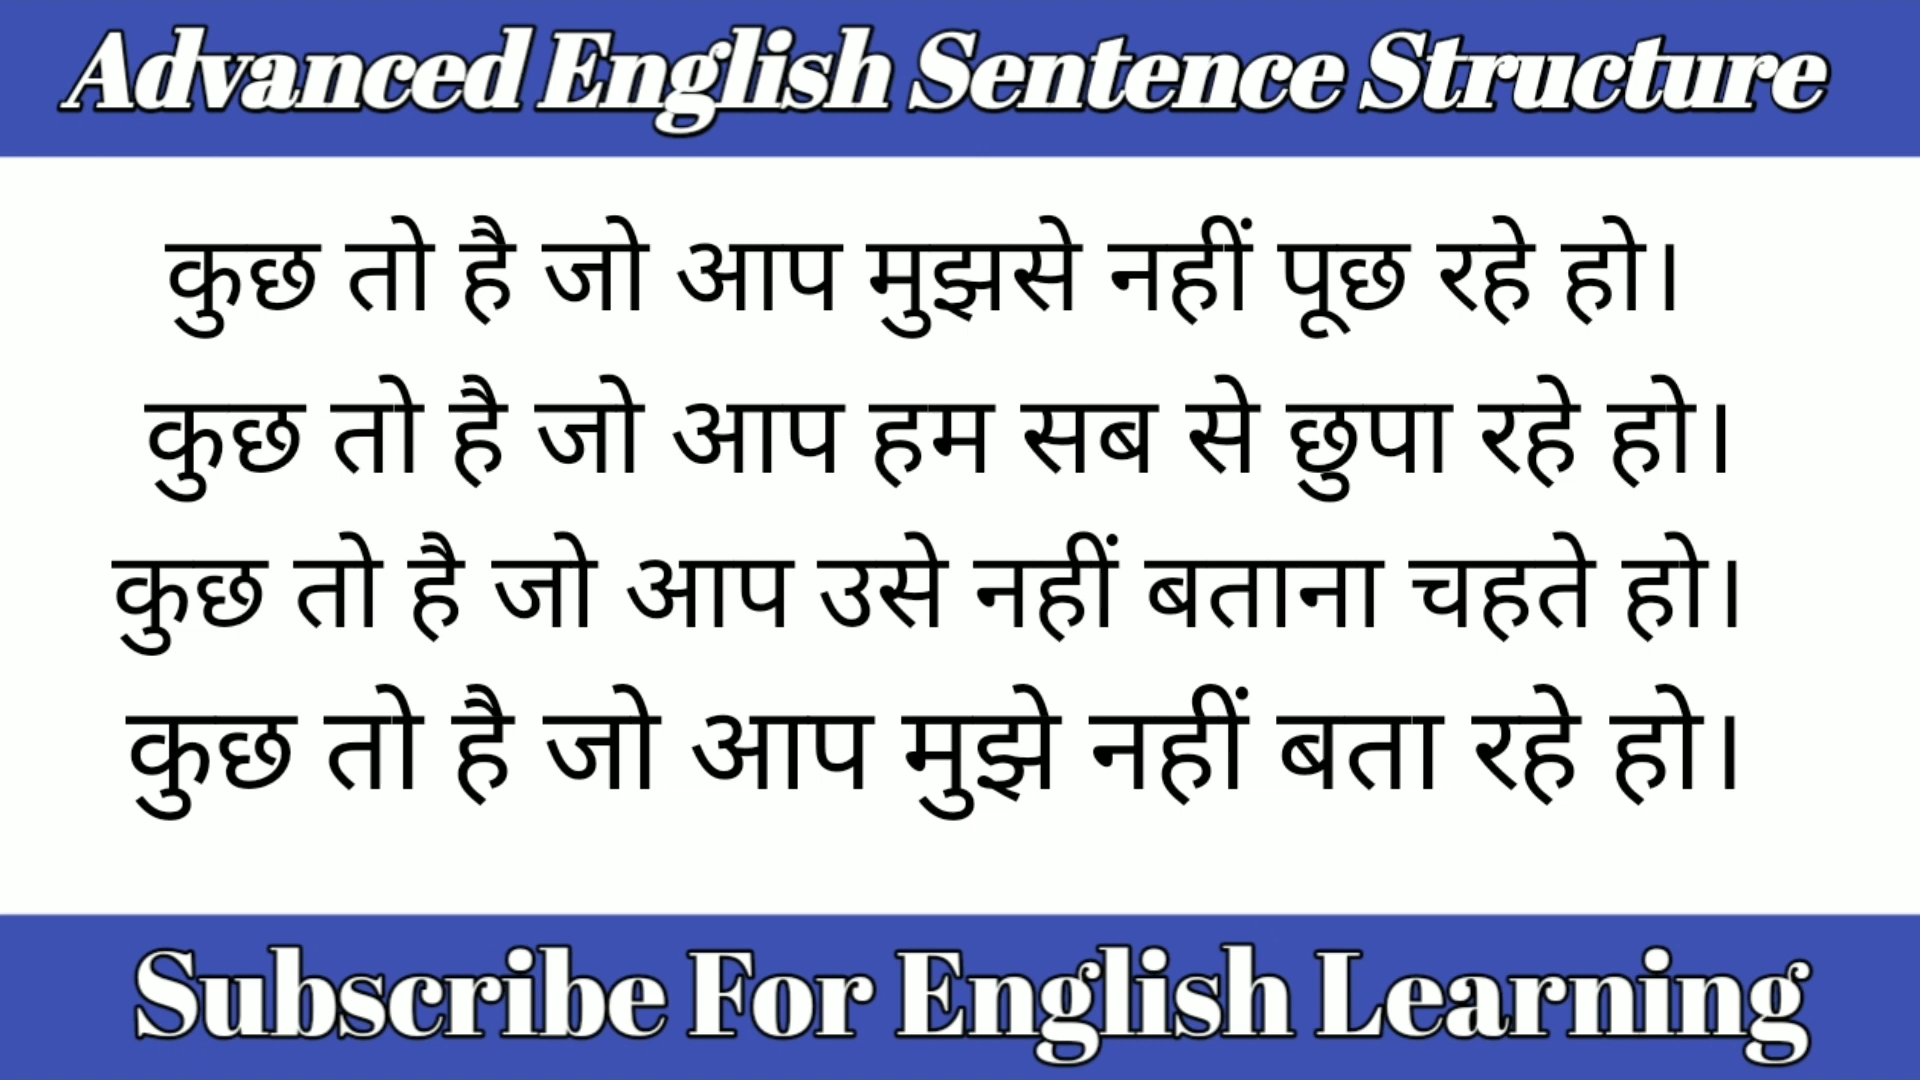 Advanced English Sentence Structure
कुछ तो है जो आप मुझसे नहीं पूछ रहे हो।
कुछ तो है जो आप हम सब से छुपा रहे हो।
कुछ तो है जो आप उसे नहीं बताना चहते हो।
कुछ तो है जो आप मुझे नहीं बता रहे हो।
Subscribe For English Learning